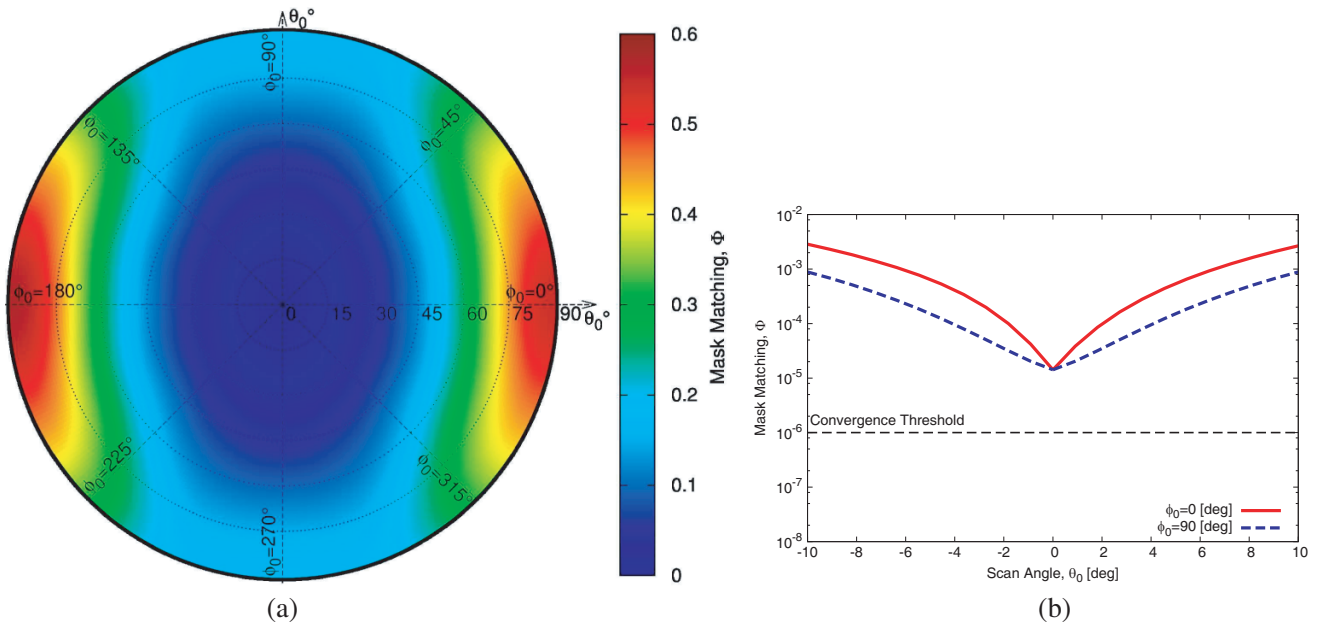 θ₀°
ϕ₀=90°
ϕ₀=135°
ϕ₀=45°
ϕ₀=180°
ϕ₀=0°
0 15 30 45 60 75 90
θ₀°
ϕ₀=225°
ϕ₀=315°
ϕ₀=270°
0.6
0.5
0.4
0.3
0.2
0.1
0
Mask Matching, Φ
(a)
10⁻²
10⁻³
10⁻⁴
10⁻⁵
10⁻⁶
10⁻⁷
10⁻⁸
Mask Matching, Φ
Convergence Threshold
ϕ₀=0 [deg]
ϕ₀=90 [deg]
-10 -8 -6 -4 -2 0 2 4 6 8 10
Scan Angle, θ₀ [deg]
(b)